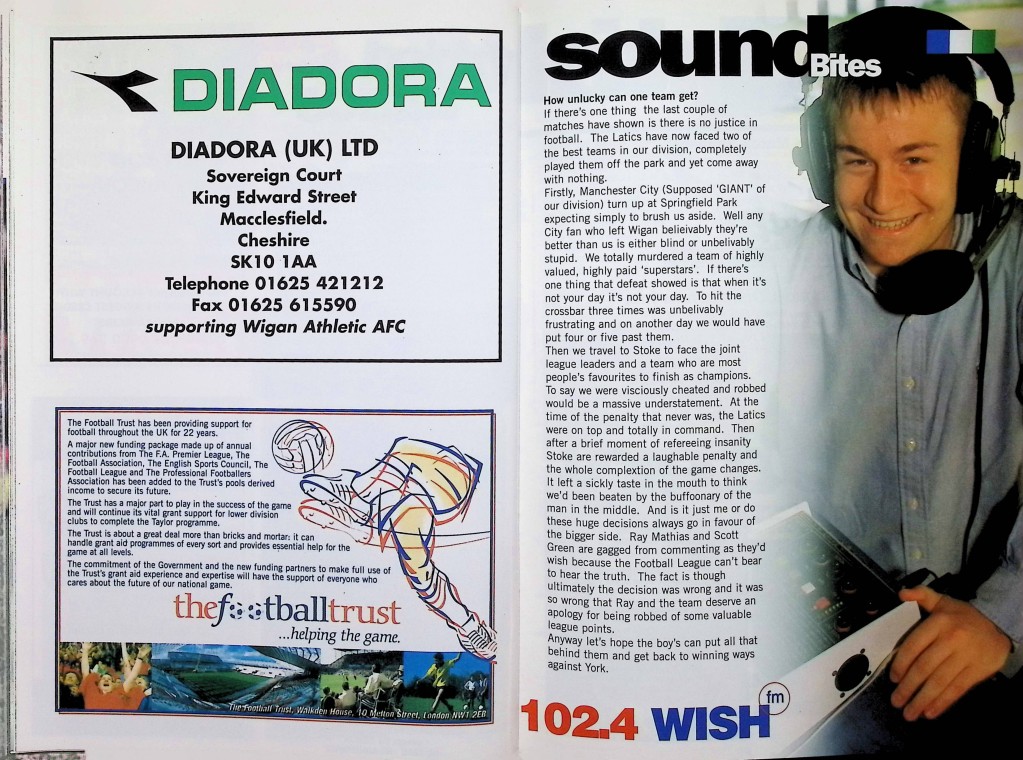 DIADORA
DIADORA (UK) LTD
Sovereign Court
King Edward Street
Macclesfield.
Cheshire
SK10 1AA
Telephone 01625 421212
Fax 01625 615590
supporting Wigan Athletic AFC
The Football Trust has been providing support for
football throughout the UK for 22 years.
A major new funding package made up of annual
contributions from The F.A. Premier League, The
Football Association, The English Sports Council, The
Football League and The Professional Footballers
Association has been added to the Trust's pools derived
income to secure its future.
The Trust has a major part to play in the success of the game
and will continue its vital grant support for lower division
clubs to complete the Taylor programme.
The Trust is about a great deal more than bricks and mortar: it can
handle grant aid programmes of every sort and provides essential help for the
game at all levels.
The commitment of the Government and the new funding partners to make full use of
the Trust's grant aid experience and expertise will have the support of everyone who
cares about the future of our national game.
thefootballtrust
...helping the game.
The Football Trust, Walkden House, 10 Melton Street, London NW1 2EB
sound
Bites
How unlucky can one team get?
If there's one thing the last couple of
matches have shown is there is no justice in
football. The Latics have now faced two of
the best teams in our division, completely
played them off the park and yet come away
with nothing.
Firstly, Manchester City (Supposed 'GIANT' of
our division) turn up at Springfield Park
expecting simply to brush us aside. Well any
City fan who left Wigan belieivably they're
better than us is either blind or unbelivably
stupid. We totally murdered a team of highly
valued, highly paid 'superstars'. If there's
one thing that defeat showed is that when it's
not your day it's not your day. To hit the
crossbar three times was unbelivably
frustrating and on another day we would have
put four or five past them.
Then we travel to Stoke to face the joint
league leaders and a team who are most
people's favourites to finish as champions.
To say we were visciously cheated and robbed
would be a massive understatement. At the
time of the penalty that never was, the Latics
were on top and totally in command. Then
after a brief moment of refereeing insanity
Stoke are rewarded a laughable penalty and
the whole complextion of the game changes.
It left a sickly taste in the mouth to think
we'd been beaten by the buffoonary of the
man in the middle. And is it just me or do
these huge decisions always go in favour of
the bigger side. Ray Mathias and Scott
Green are gagged from commenting as they'd
wish because the Football League can't bear
to hear the truth. The fact is though
ultimately the decision was wrong and it was
so wrong that Ray and the team deserve an
apology for being robbed of some valuable
league points.
Anyway let's hope the boy's can put all that
behind them and get back to winning ways
against York.
102.4 WISH fm